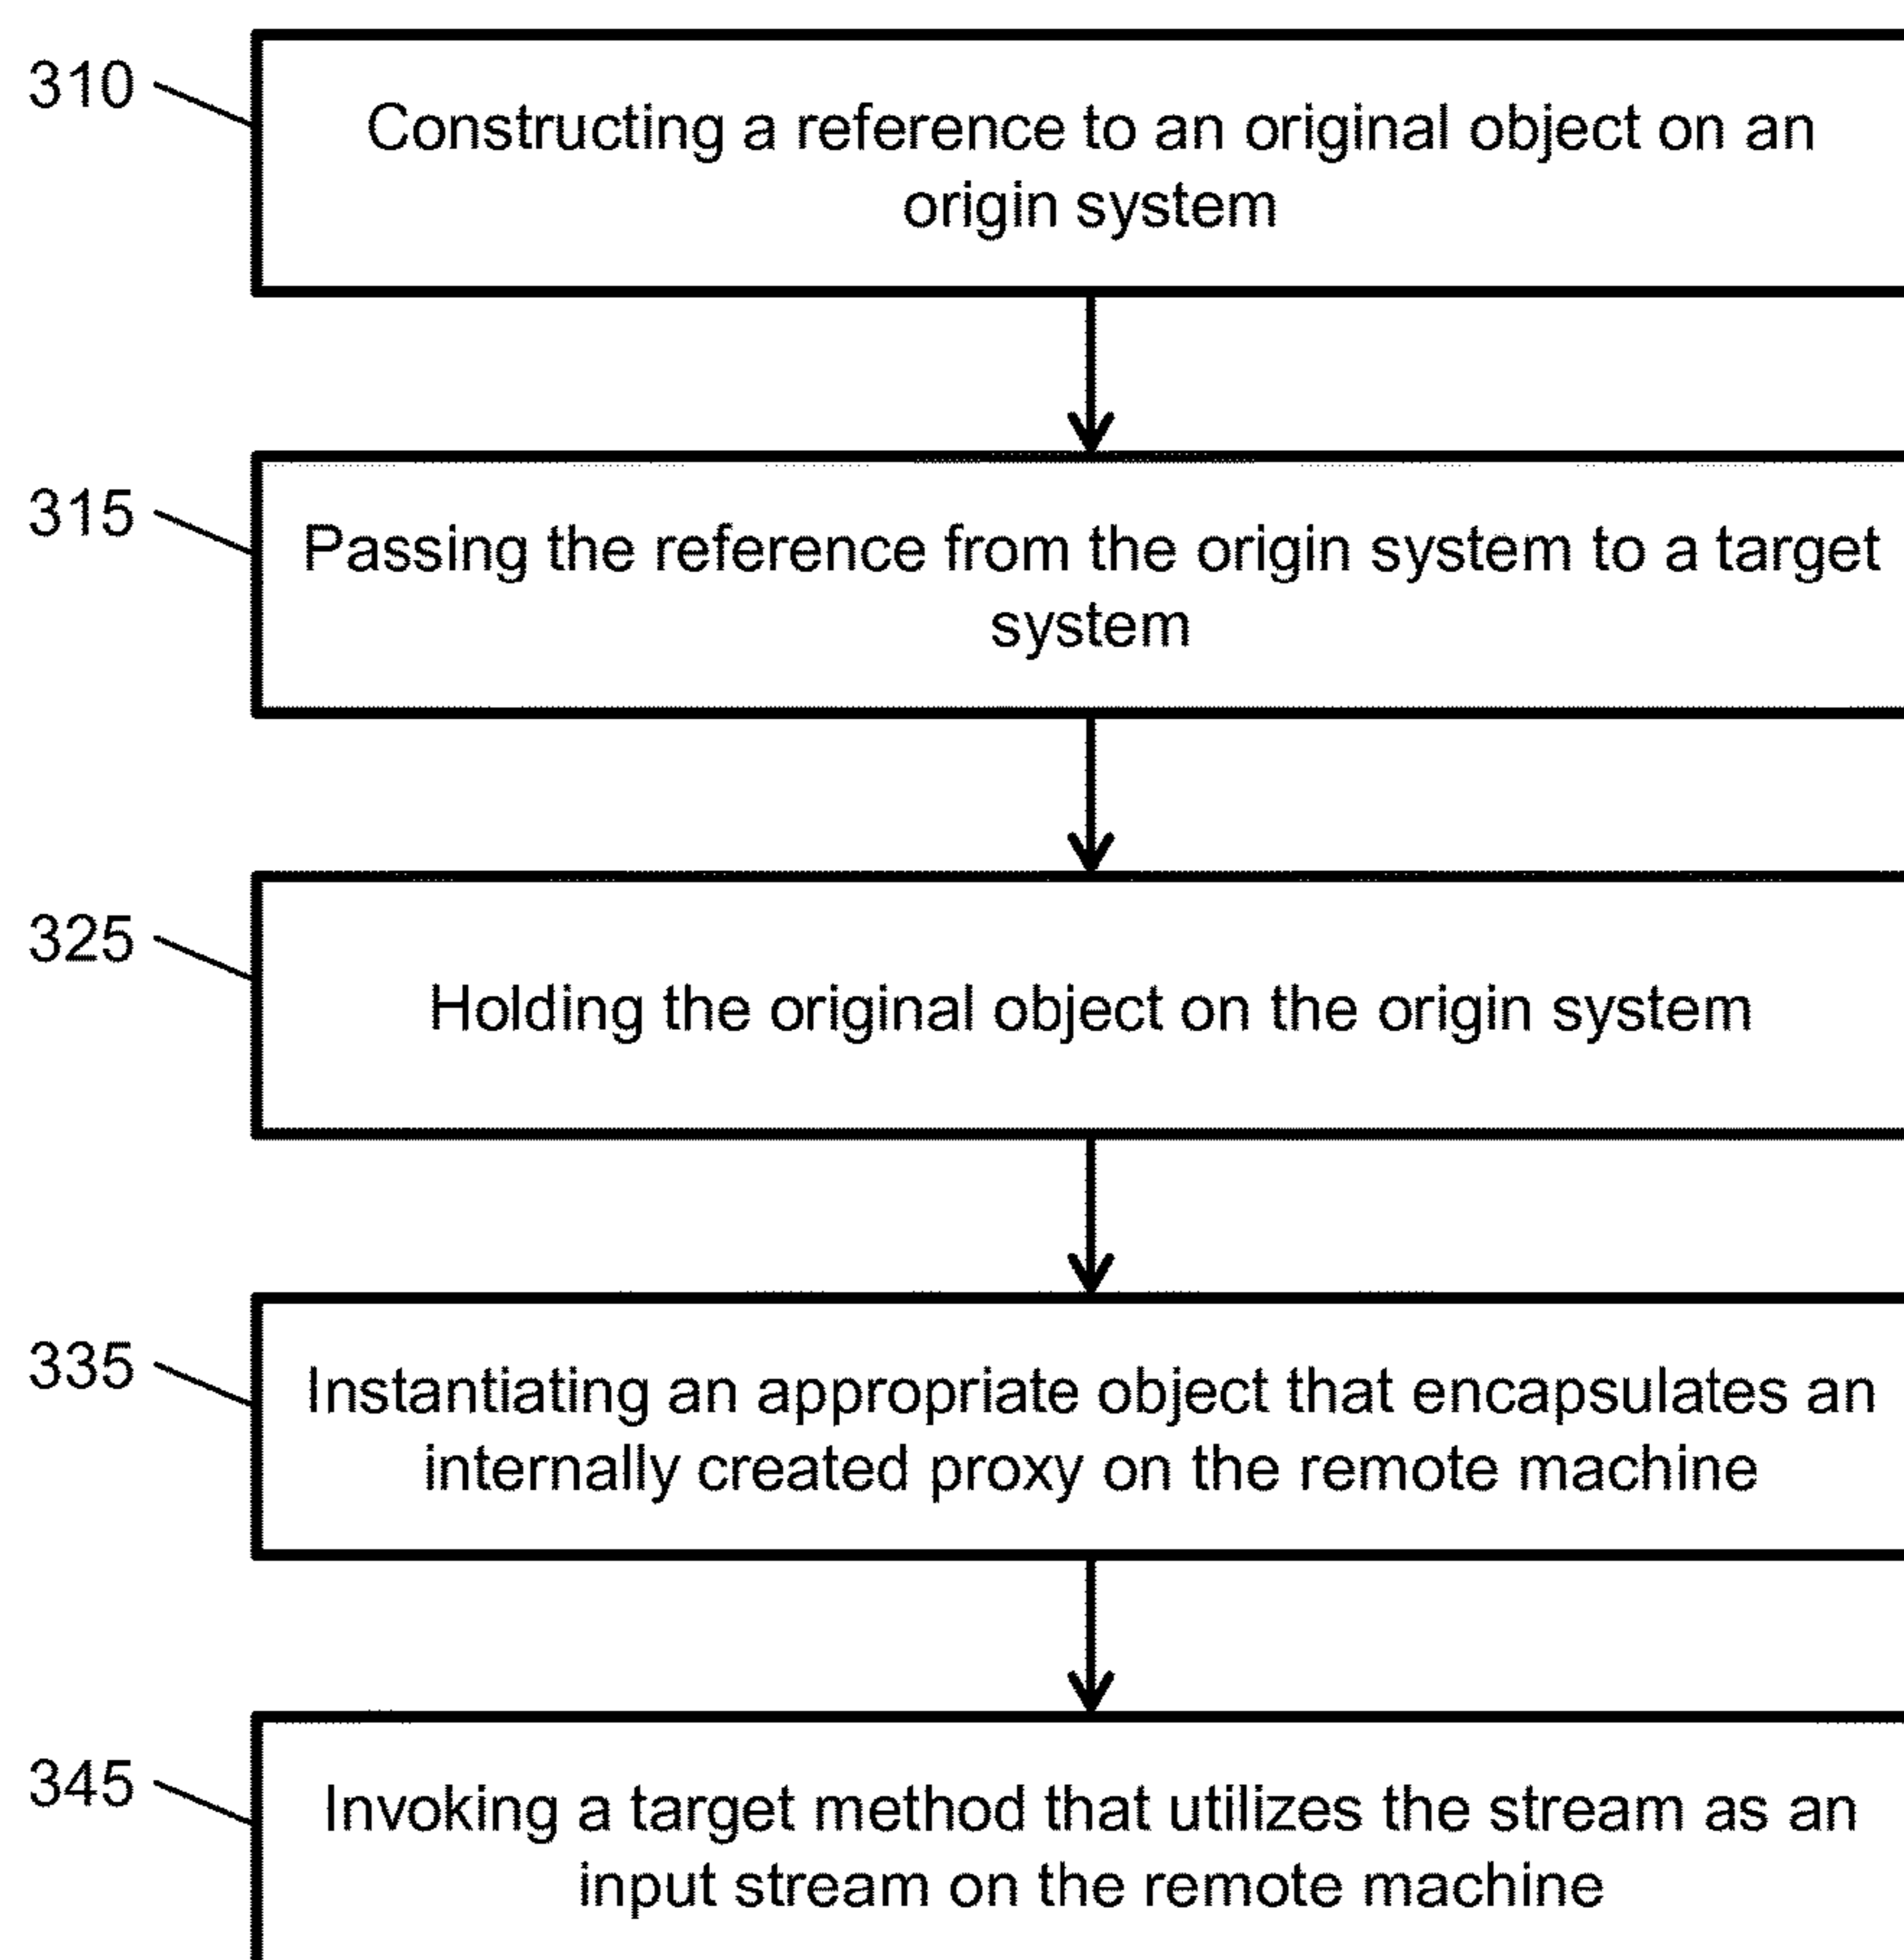 310
Constructing a reference to an original object on an
origin system
315
Passing the reference from the origin system to a target
system
325
Holding the original object on the origin system
335
Instantiating an appropriate object that encapsulates an
internally created proxy on the remote machine
345
Invoking a target method that utilizes the stream as an
input stream on the remote machine